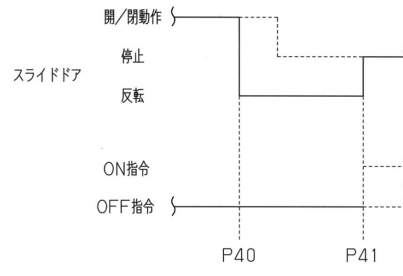 開／閉動作
停止
スライドドア
反転
ON指令
OFF指令
P40 P41